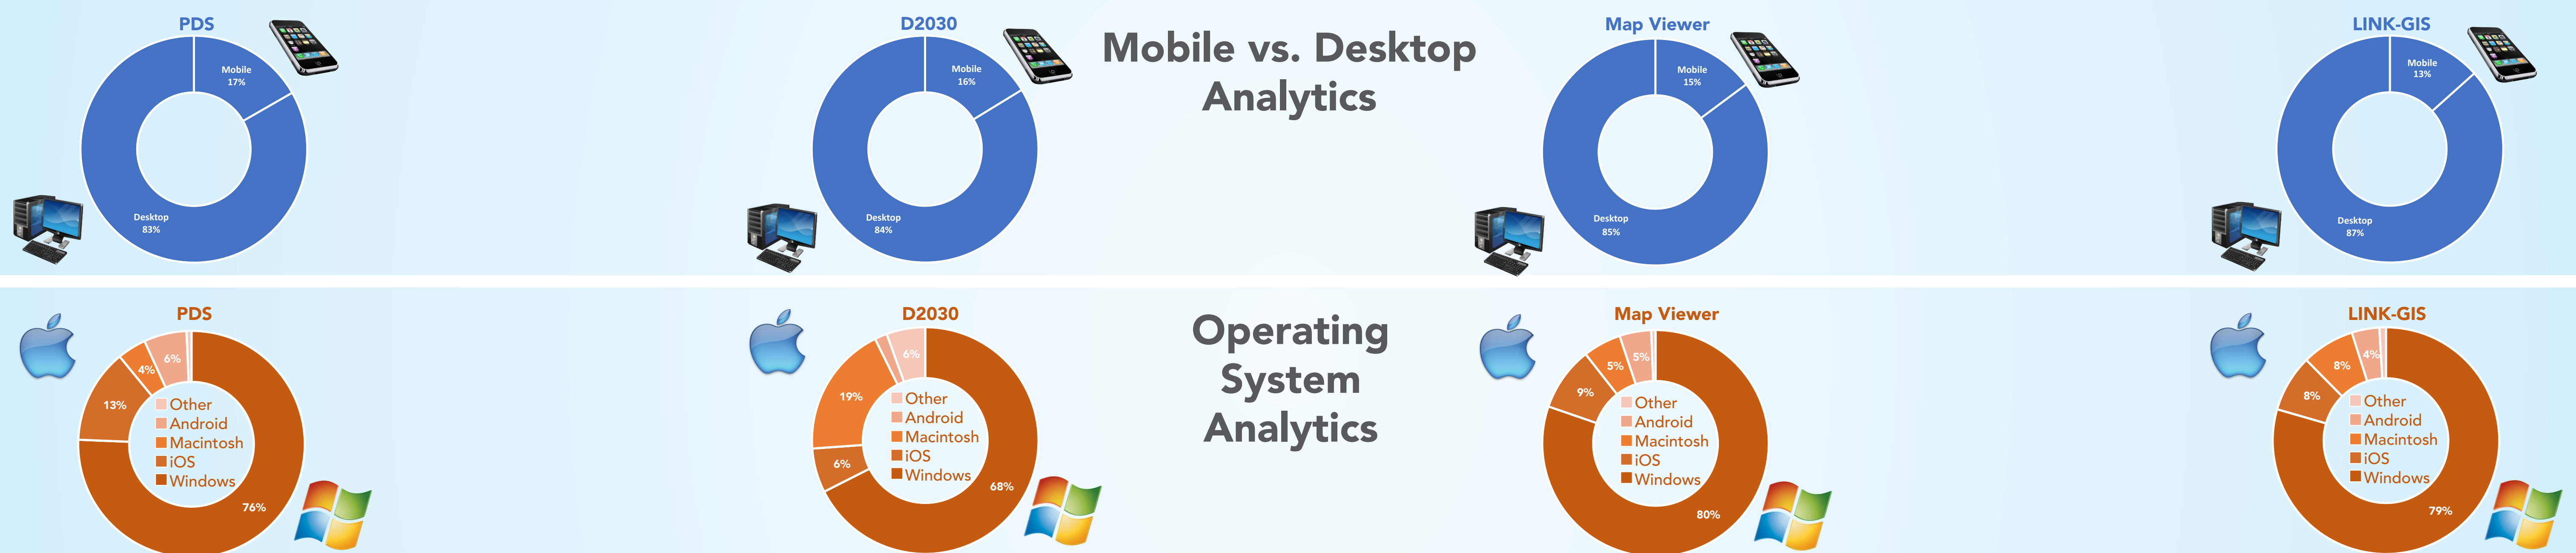 PDS
Mobile
17%
Desktop
83%
D2030
Mobile
16%
Desktop
84%
Mobile vs. Desktop
Analytics
Map Viewer
Mobile
15%
Desktop
85%
LINK-GIS
Mobile
13%
Desktop
87%
PDS
6%
4%
13%
76%
Other
Android
Macintosh
iOS
Windows
D2030
6%
19%
6%
68%
Other
Android
Macintosh
iOS
Windows
Operating
System
Analytics
Map Viewer
5%
5%
9%
80%
Other
Android
Macintosh
iOS
Windows
LINK-GIS
4%
8%
8%
79%
Other
Android
Macintosh
iOS
Windows